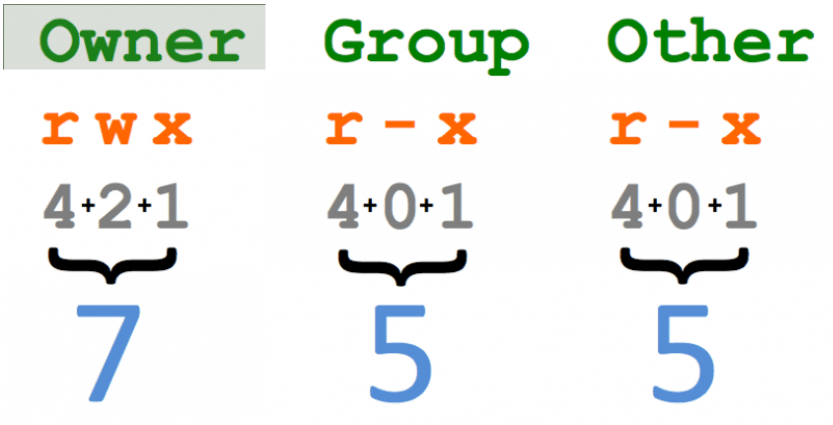 Owner Group Other
r w x r - x r - x
4+2+1 4+0+1 4+0+1
7 5 5